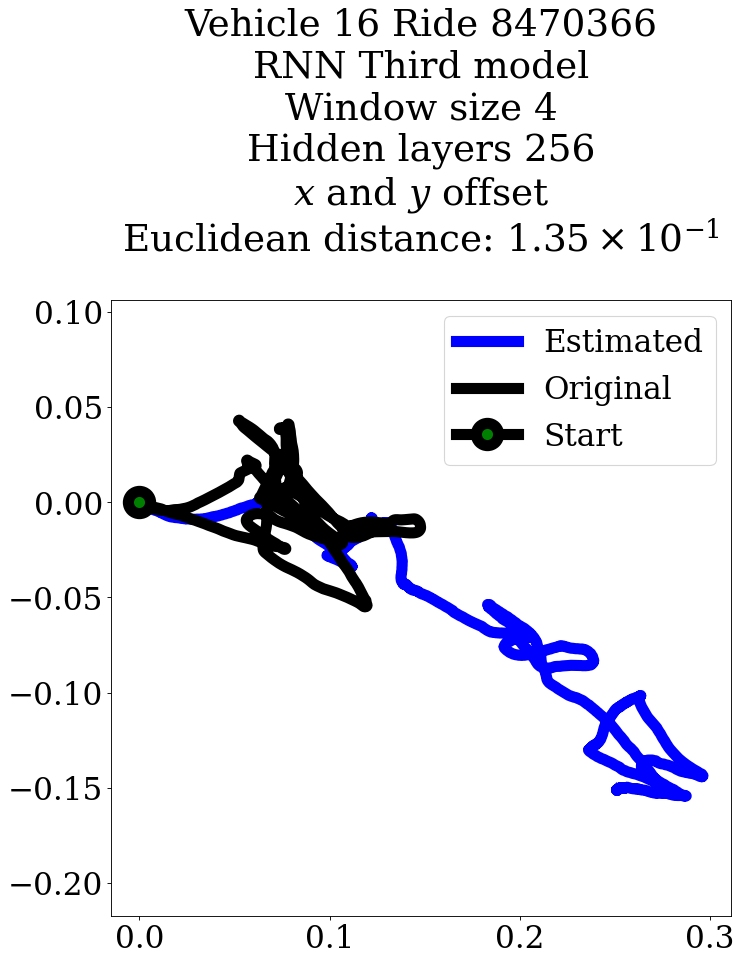 Vehicle 16 Ride 8470366
RNN Third model
Window size 4
Hidden layers 256
x and y offset
Euclidean distance: 1.35 × 10⁻¹
Estimated
Original
Start
0.10
0.05
0.00
−0.05
−0.10
−0.15
−0.20
0.0 0.1 0.2 0.3